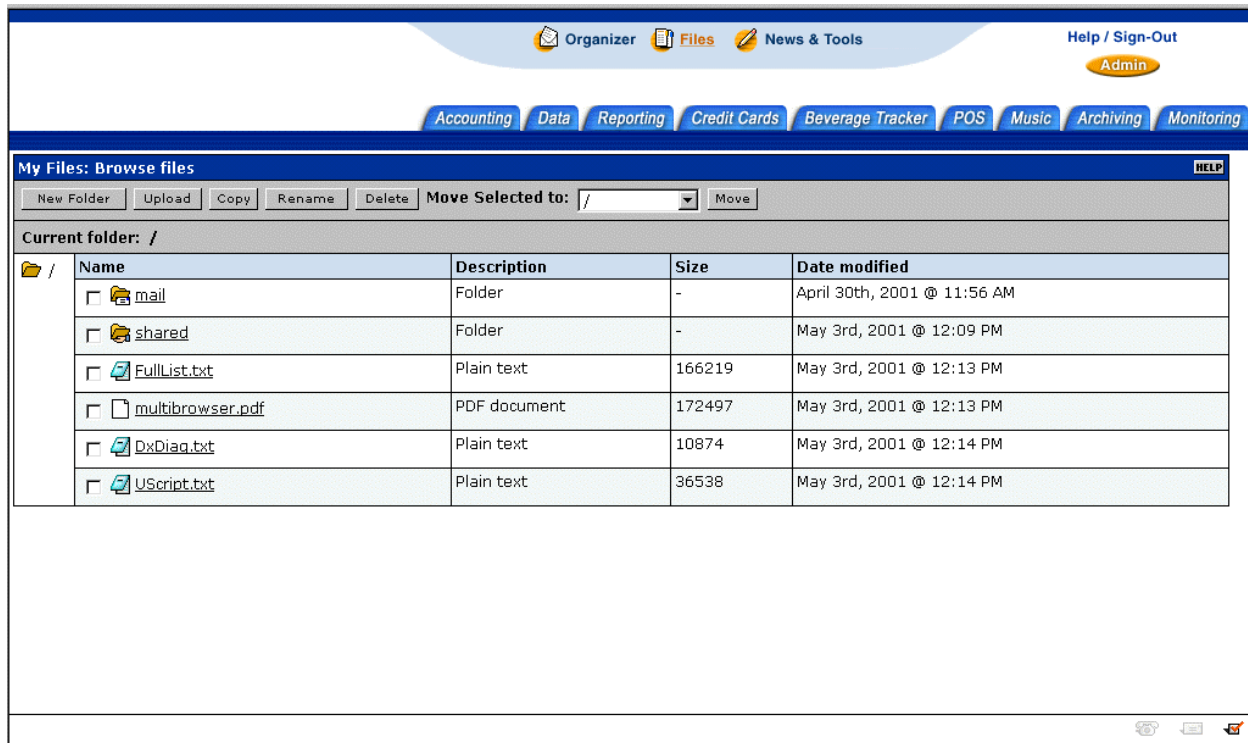 Organizer Files News & Tools Help / Sign-Out
Admin
Accounting Data Reporting Credit Cards Beverage Tracker POS Music Archiving Monitoring
My Files: Browse files HELP
New Folder Upload Copy Rename Delete Move Selected to: / Move
Current folder: /
/ Name Description Size Date modified
mail Folder - April 30th, 2001 @ 11:56 AM
shared Folder - May 3rd, 2001 @ 12:09 PM
FullList.txt Plain text 166219 May 3rd, 2001 @ 12:13 PM
multibrowser.pdf PDF document 172497 May 3rd, 2001 @ 12:13 PM
DxDiag.txt Plain text 10874 May 3rd, 2001 @ 12:14 PM
UScript.txt Plain text 36538 May 3rd, 2001 @ 12:14 PM